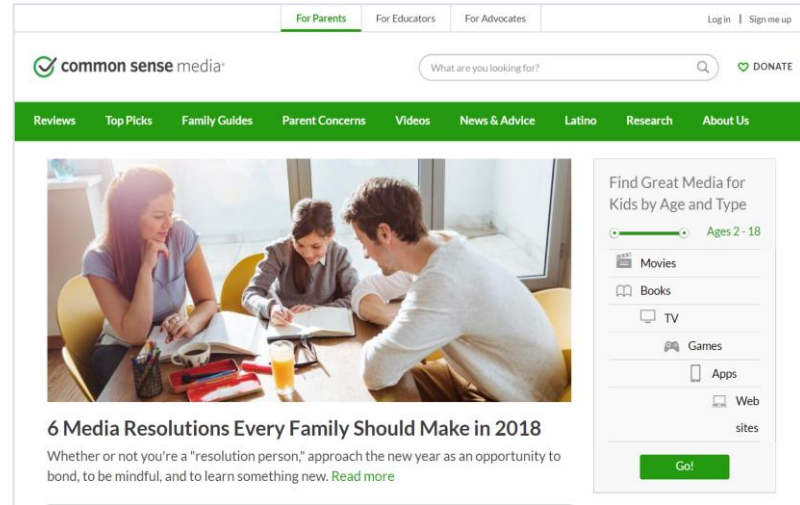 For Parents For Educators For Advocates Log in | Sign me up
common sense media® What are you looking for? DONATE
Reviews Top Picks Family Guides Parent Concerns Videos News & Advice Latino Research About Us
Find Great Media for
Kids by Age and Type
Ages 2 - 18
Movies
Books
TV
Games
Apps
Web
sites
Go!
6 Media Resolutions Every Family Should Make in 2018
Whether or not you're a "resolution person," approach the new year as an opportunity to
bond, to be mindful, and to learn something new. Read more